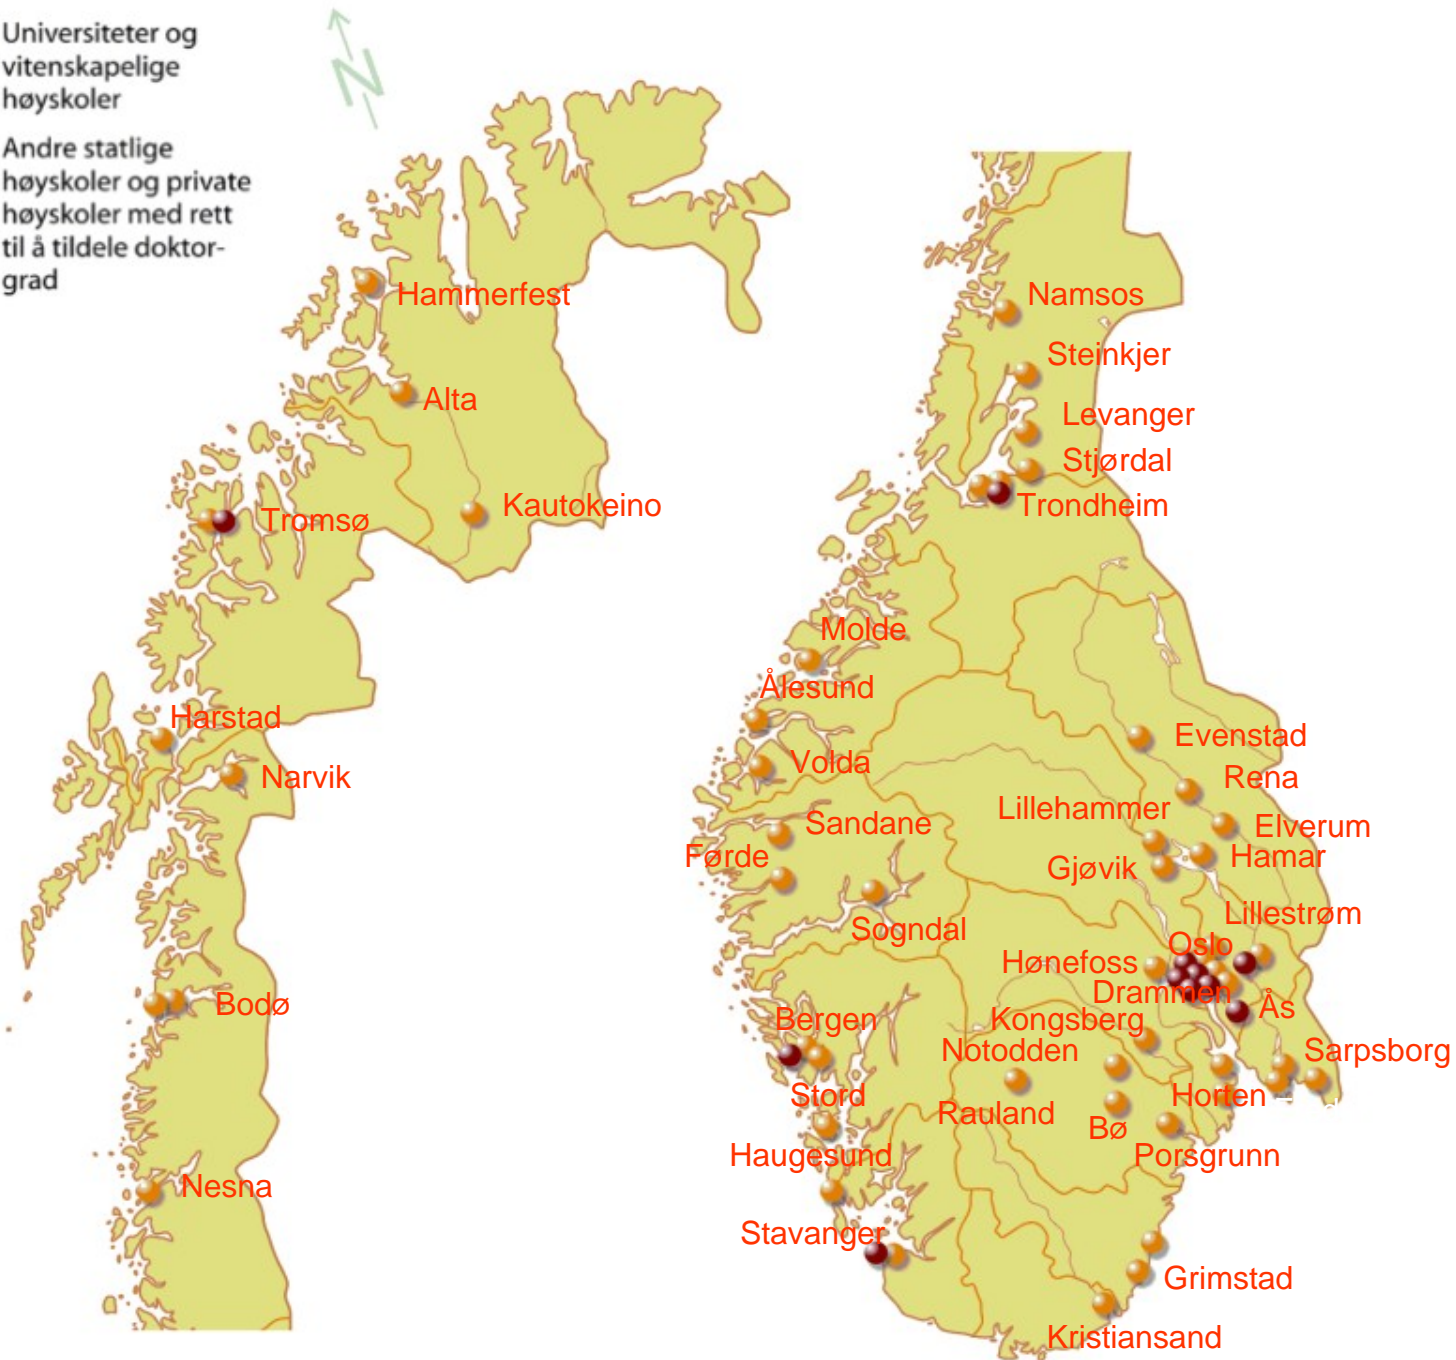 Universiteter og
vitenskapelige
høyskoler
Andre statlige
høyskoler og private
høyskoler med rett
til å tildele doktor-
grad
N
Hammerfest
Alta
Kautokeino
Tromsø
Harstad
Narvik
Bodø
Nesna
Namsos
Steinkjer
Levanger
Stjørdal
Trondheim
Molde
Ålesund
Volda
Sandane
Førde
Sogndal
Evenstad
Rena
Lillehammer
Elverum
Gjøvik
Hamar
Lillestrøm
Oslo
Hønefoss
Drammen
Ås
Bergen
Kongsberg
Notodden
Sarpsborg
Stord
Rauland
Horten
Bø
Haugesund
Porsgrunn
Stavanger
Grimstad
Kristiansand